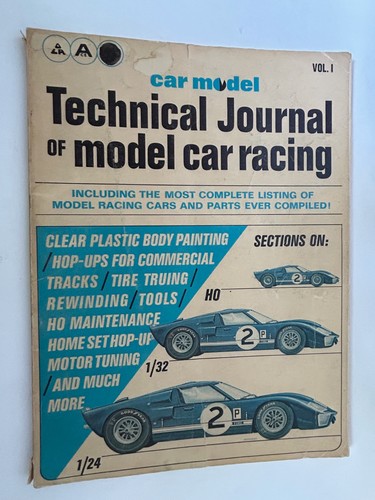 VOL. I
car model
Technical Journal
OF model car racing
INCLUDING THE MOST COMPLETE LISTING OF
MODEL RACING CARS AND PARTS EVER COMPILED!
CLEAR PLASTIC BODY PAINTING
/HOP-UPS FOR COMMERCIAL
TRACKS / TIRE TRUING /
REWINDING / TOOLS /
HO MAINTENANCE
HOME SET HOP-UP
MOTOR TUNING
/ AND MUCH
MORE
SECTIONS ON:
2
HO
2
P
1/32
2
P
1/24